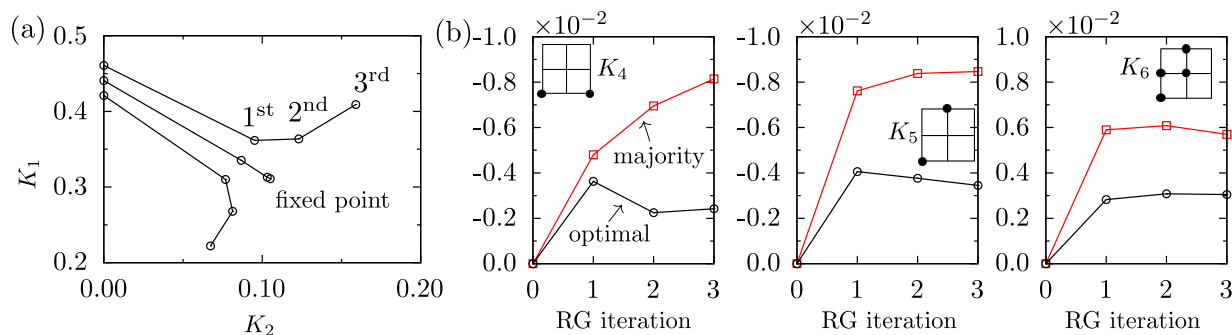 (a)
0.5
0.4
0.3
0.2
K₁
0.00 0.10 0.20
K₂
1st 2nd 3rd
fixed point
(b)
×10⁻²
-1.0
-0.8
-0.6
-0.4
-0.2
0.0
K₄
majority
optimal
0 1 2 3
RG iteration
×10⁻²
-1.0
-0.8
-0.6
-0.4
-0.2
0.0
K₅
0 1 2 3
RG iteration
×10⁻²
1.0
0.8
0.6
0.4
0.2
0.0
K₆
0 1 2 3
RG iteration